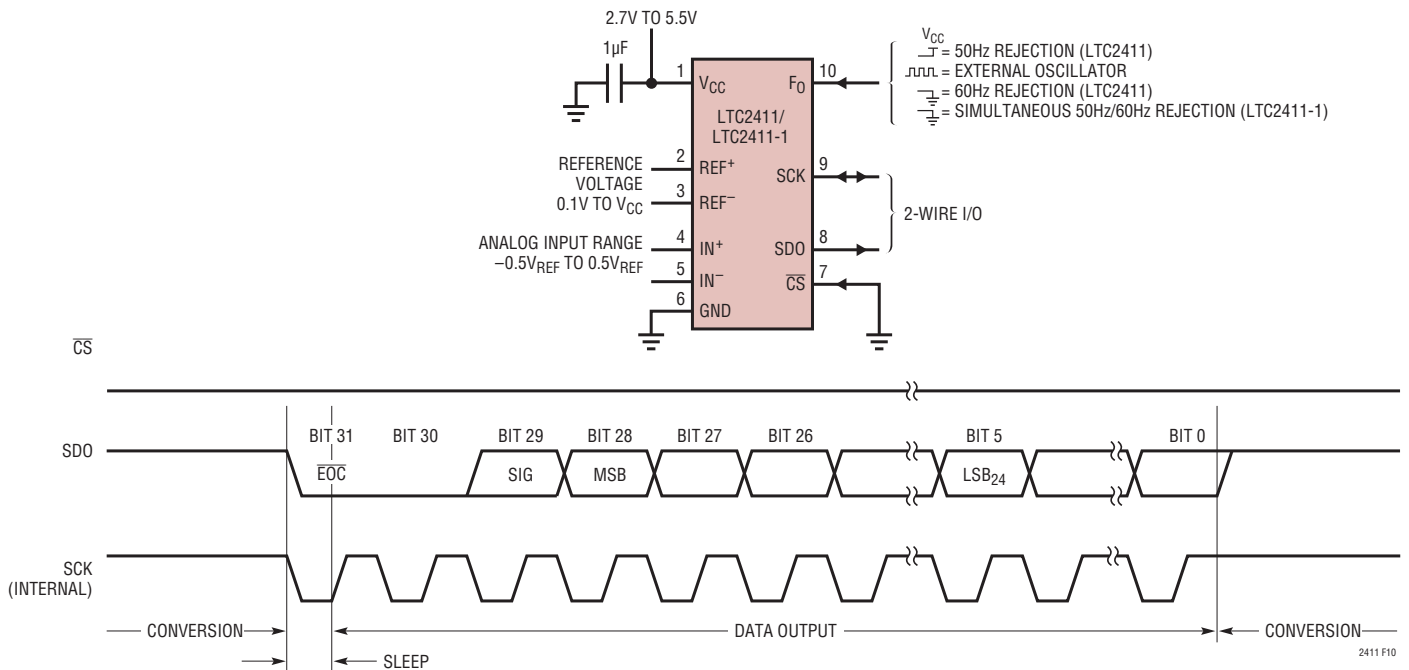 2.7V TO 5.5V
1µF
1
VCC
LTC2411/
LTC2411-1
FO
10
VCC
= 50Hz REJECTION (LTC2411)
= EXTERNAL OSCILLATOR
= 60Hz REJECTION (LTC2411)
= SIMULTANEOUS 50Hz/60Hz REJECTION (LTC2411-1)
REFERENCE
VOLTAGE
0.1V TO VCC
2
REF+
3
REF–
SCK
9
2-WIRE I/O
ANALOG INPUT RANGE
–0.5VREF TO 0.5VREF
4
IN+
5
IN–
SDO
8
CS
7
6
GND
CS
SDO
BIT 31
BIT 30
BIT 29
BIT 28
BIT 27
BIT 26
BIT 5
BIT 0
EOC
SIG
MSB
LSB24
SCK
(INTERNAL)
CONVERSION
DATA OUTPUT
CONVERSION
SLEEP
2411 F10